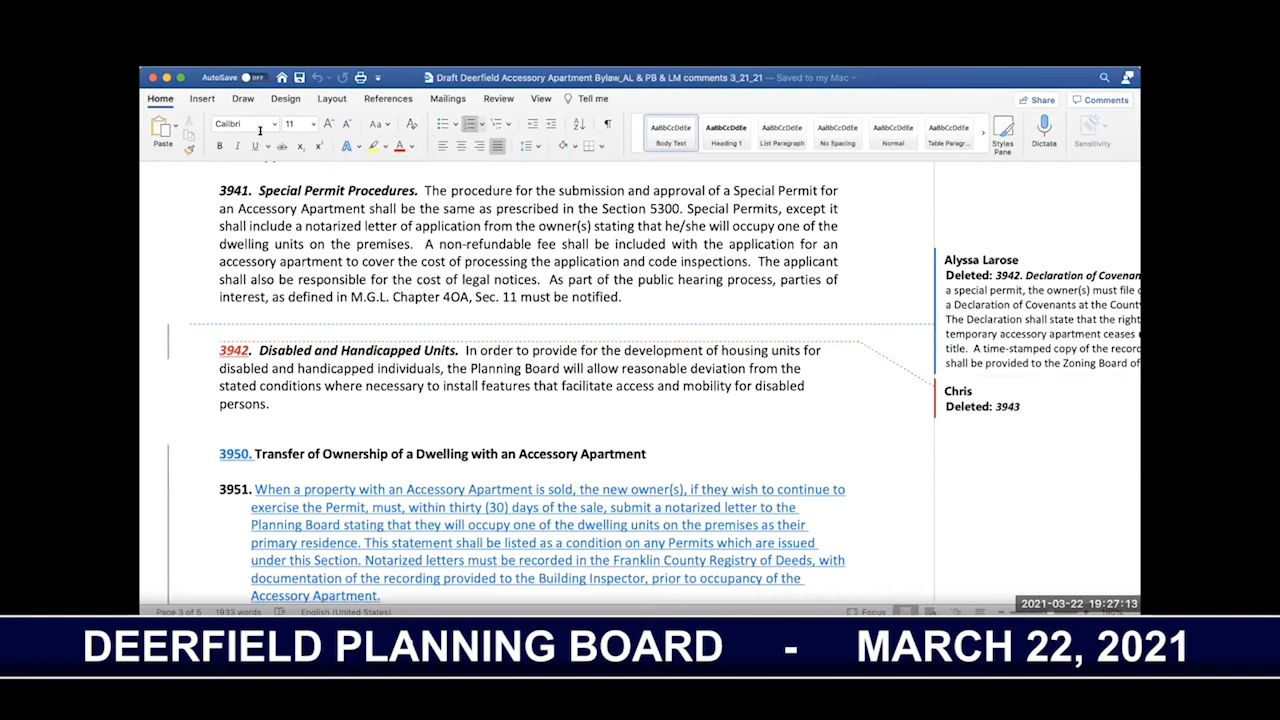 AutoSave OFF
Draft Deerfield Accessory Apartment Bylaw_AL & PB & LM comments 3_21_21 — Saved to my Mac
Home Insert Draw Design Layout References Mailings Review View Tell me
Share Comments
Paste
Calibri 11
AaBbCcDdEe AaBbCcDdEe AaBbCcDdEe AaBbCcDdEe AaBbCcDdEe AaBbCcDdEe
Body Text Heading 1 List Paragraph No Spacing Normal Table Paragr...
Styles Pane
Dictate
Sensitivity
3941. Special Permit Procedures. The procedure for the submission and approval of a Special Permit for
an Accessory Apartment shall be the same as prescribed in the Section 5300. Special Permits, except it
shall include a notarized letter of application from the owner(s) stating that he/she will occupy one of the
dwelling units on the premises. A non-refundable fee shall be included with the application for an
accessory apartment to cover the cost of processing the application and code inspections. The applicant
shall also be responsible for the cost of legal notices. As part of the public hearing process, parties of
interest, as defined in M.G.L. Chapter 4OA, Sec. 11 must be notified.
3942. Disabled and Handicapped Units. In order to provide for the development of housing units for
disabled and handicapped individuals, the Planning Board will allow reasonable deviation from the
stated conditions where necessary to install features that facilitate access and mobility for disabled
persons.
3950. Transfer of Ownership of a Dwelling with an Accessory Apartment
3951. When a property with an Accessory Apartment is sold, the new owner(s), if they wish to continue to
exercise the Permit, must, within thirty (30) days of the sale, submit a notarized letter to the
Planning Board stating that they will occupy one of the dwelling units on the premises as their
primary residence. This statement shall be listed as a condition on any Permits which are issued
under this Section. Notarized letters must be recorded in the Franklin County Registry of Deeds, with
documentation of the recording provided to the Building Inspector, prior to occupancy of the
Accessory Apartment.
Alyssa Larose
Deleted: 3942. Declaration of Covenan
a special permit, the owner(s) must file
a Declaration of Covenants at the Count
The Declaration shall state that the right
temporary accessory apartment ceases
title. A time-stamped copy of the recor
shall be provided to the Zoning Board of
Chris
Deleted: 3943
Page 3 of 5 1933 words English (United States)
Focus
2021-03-22 19:27:13
DEERFIELD PLANNING BOARD - MARCH 22, 2021